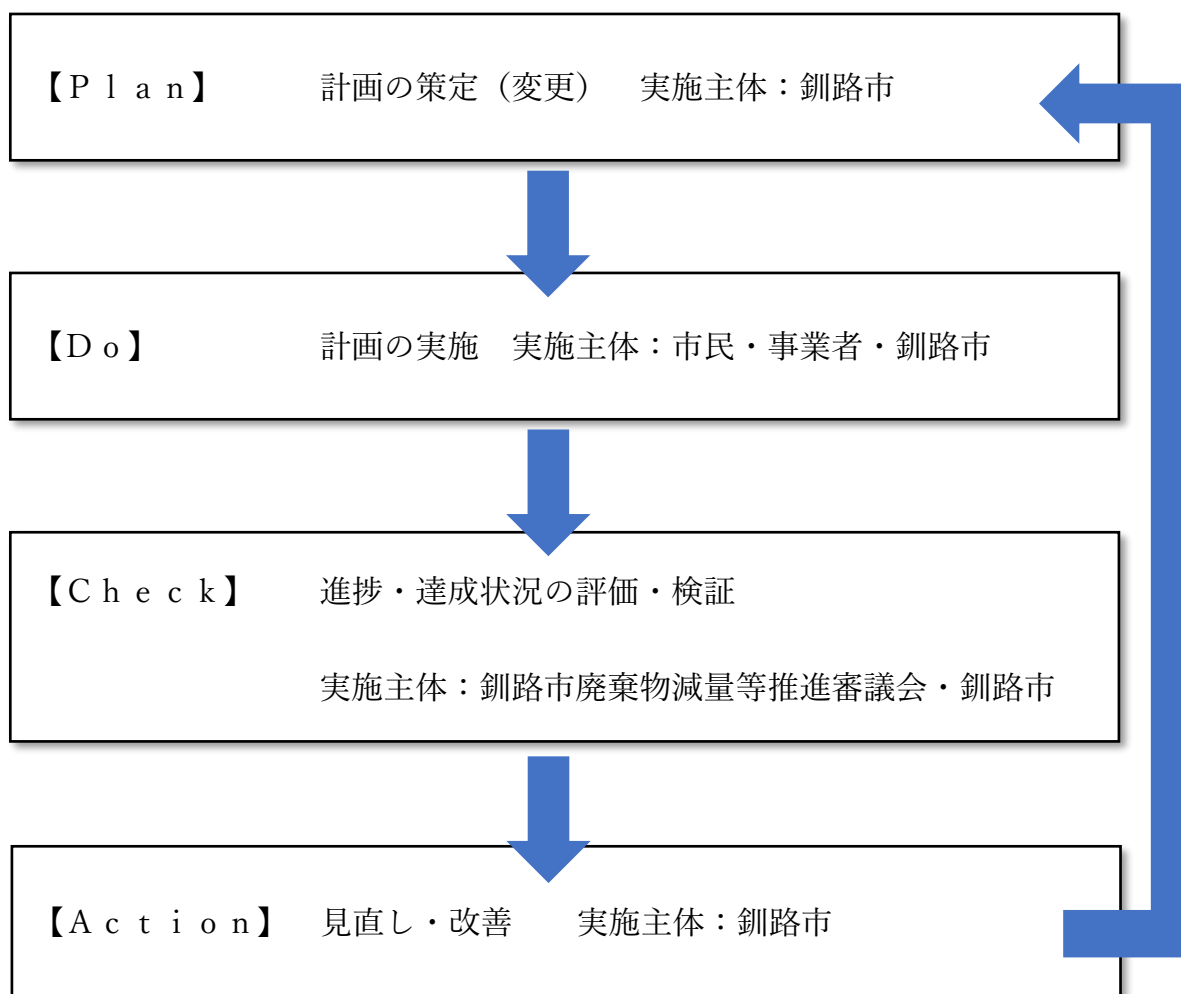 【Ｐｌａｎ】　　　計画の策定（変更）　実施主体：釧路市
【Ｄｏ】　　　　　計画の実施　実施主体：市民・事業者・釧路市
【Ｃｈｅｃｋ】　　進捗・達成状況の評価・検証
実施主体：釧路市廃棄物減量等推進審議会・釧路市
【Ａｃｔｉｏｎ】　見直し・改善　　実施主体：釧路市